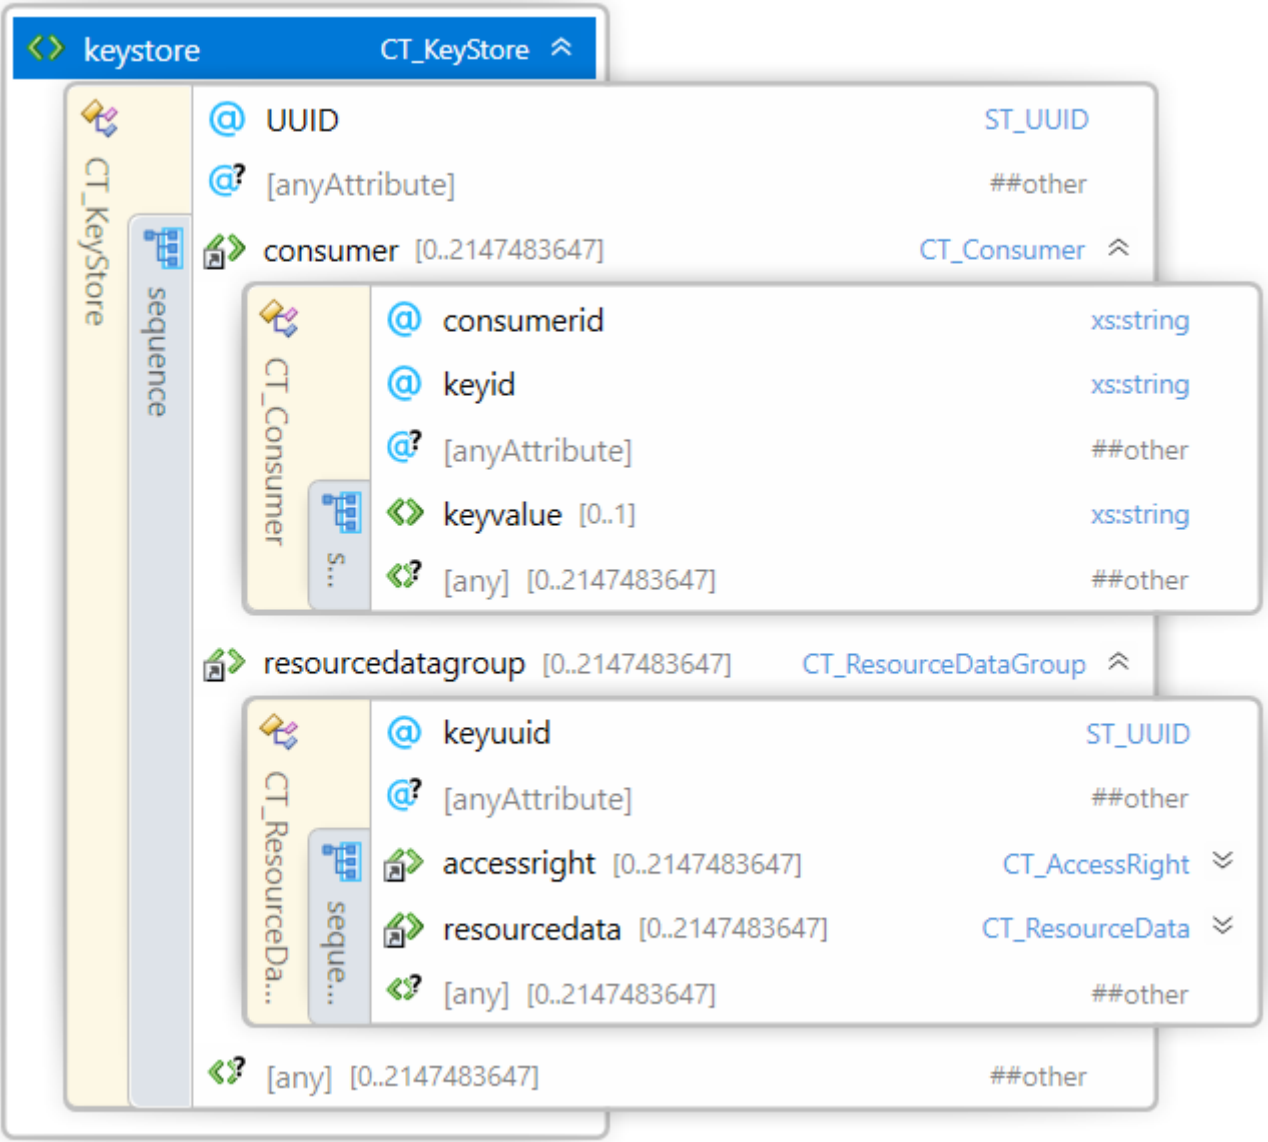 keystore CT_KeyStore
CT_KeyStore
sequence
@ UUID ST_UUID
@? [anyAttribute] ##other
consumer [0..2147483647] CT_Consumer
CT_Consumer
s...
@ consumerid xs:string
@ keyid xs:string
@? [anyAttribute] ##other
keyvalue [0..1] xs:string
? [any] [0..2147483647] ##other
resourcedatagroup [0..2147483647] CT_ResourceDataGroup
CT_ResourceDa...
seque...
@ keyuuid ST_UUID
@? [anyAttribute] ##other
accessright [0..2147483647] CT_AccessRight
resourcedata [0..2147483647] CT_ResourceData
? [any] [0..2147483647] ##other
? [any] [0..2147483647] ##other